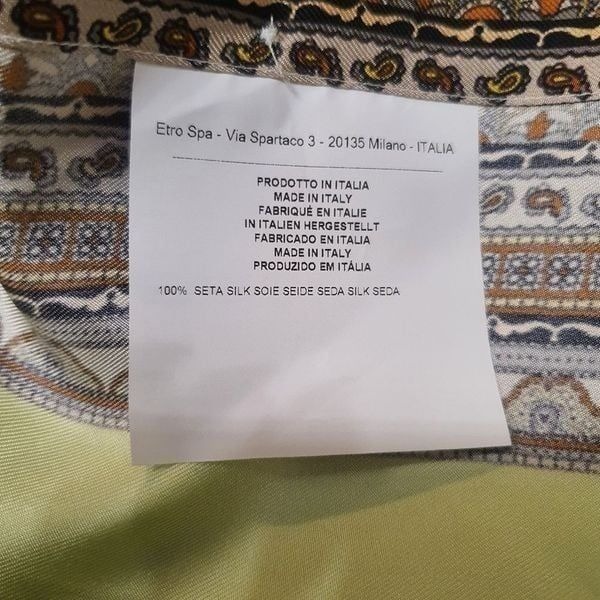 Etro Spa - Via Spartaco 3 - 20135 Milano - ITALIA
PRODOTTO IN ITALIA
MADE IN ITALY
FABRIQUÉ EN ITALIE
IN ITALIEN HERGESTELLT
FABRICADO EN ITALIA
MADE IN ITALY
PRODUZIDO EM ITÁLIA
100% SETA SILK SOIE SEIDE SEDA SILK SEDA